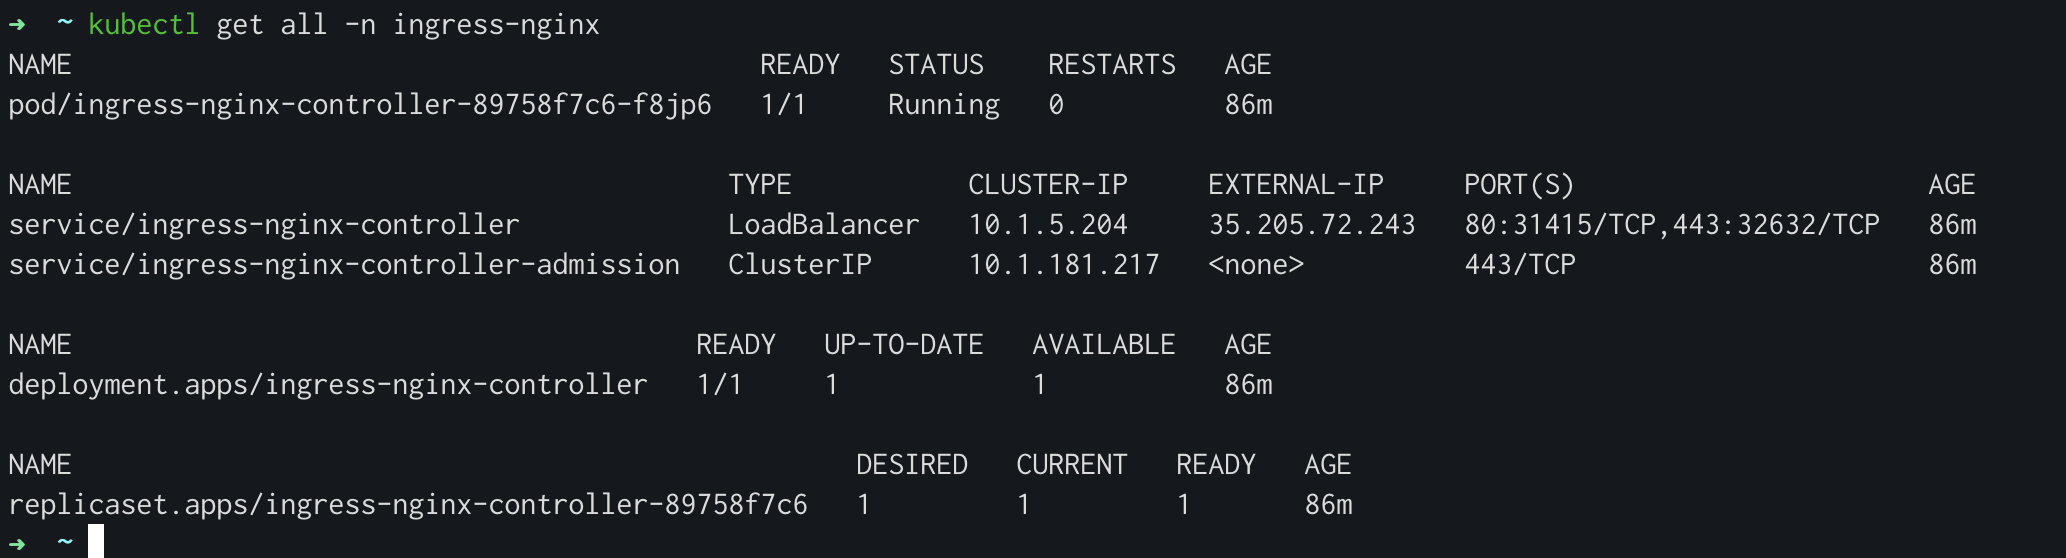 ➜  ~ kubectl get all -n ingress-nginx
NAME                                           READY   STATUS    RESTARTS   AGE
pod/ingress-nginx-controller-89758f7c6-f8jp6   1/1     Running   0          86m

NAME                                         TYPE           CLUSTER-IP     EXTERNAL-IP     PORT(S)                      AGE
service/ingress-nginx-controller             LoadBalancer   10.1.5.204     35.205.72.243   80:31415/TCP,443:32632/TCP   86m
service/ingress-nginx-controller-admission   ClusterIP      10.1.181.217   <none>          443/TCP                      86m

NAME                                       READY   UP-TO-DATE   AVAILABLE   AGE
deployment.apps/ingress-nginx-controller   1/1     1            1           86m

NAME                                                 DESIRED   CURRENT   READY   AGE
replicaset.apps/ingress-nginx-controller-89758f7c6   1         1         1       86m
➜  ~